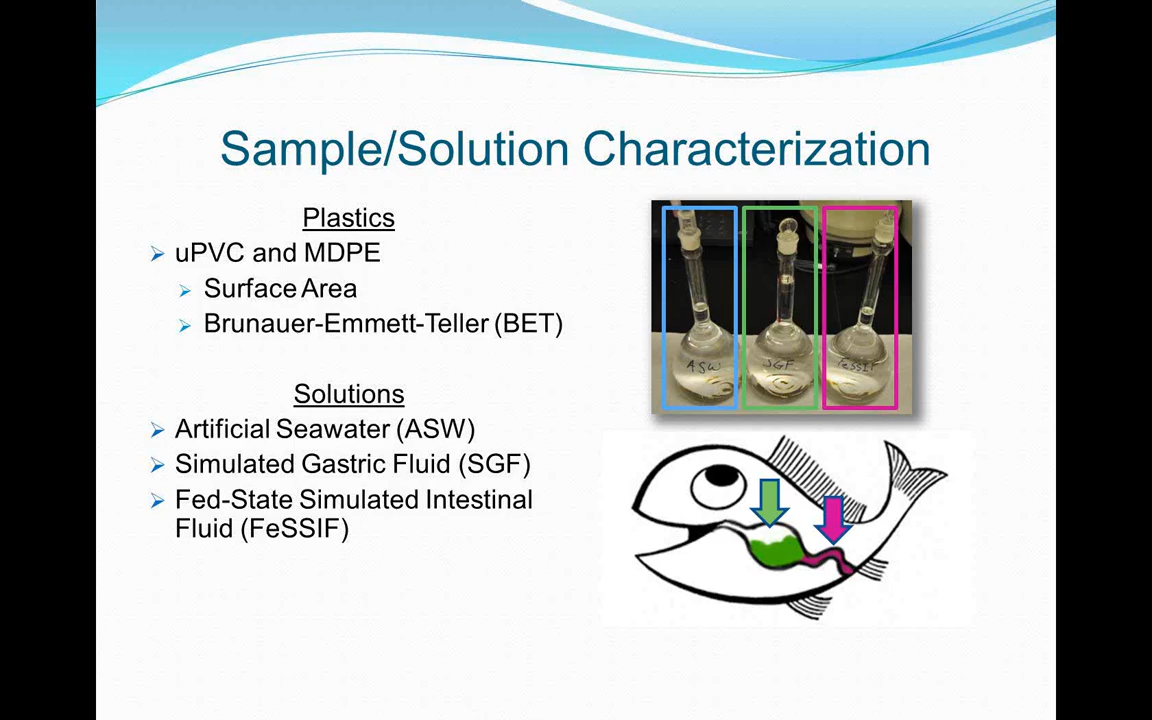 Sample/Solution Characterization
Plastics
uPVC and MDPE
Surface Area
Brunauer-Emmett-Teller (BET)
Solutions
Artificial Seawater (ASW)
Simulated Gastric Fluid (SGF)
Fed-State Simulated Intestinal
Fluid (FeSSIF)
ASW
SGF
FeSSIF